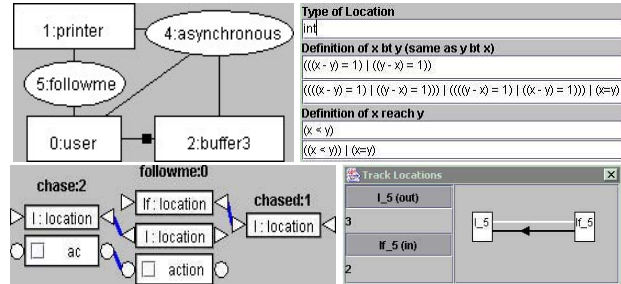 1:printer
4:asynchronous
5:followme
0:user
2:buffer3
Type of Location
int
Definition of x bt y (same as y bt x)
(((x - y) = 1) | ((y - x) = 1))
((((x - y) = 1) | ((y - x) = 1))) | ((((y - x) = 1) | ((x - y) = 1))) | (x=y)
Definition of x reach y
(x < y)
((x < y)) | (x=y)
chase:2
followme:0
chased:1
l : location
lf : location
l : location
l : location
ac
action
Track Locations
l_5 (out)
3
lf_5 (in)
2
l_5
lf_5